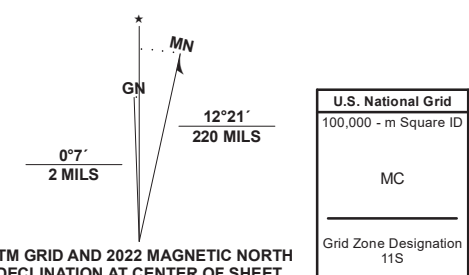 ★
MN
GN
12°21´
220 MILS
0°7´
2 MILS
TM GRID AND 2022 MAGNETIC NORTH
DECLINATION AT CENTER OF SHEET
U.S. National Grid
100,000 - m Square ID
MC
Grid Zone Designation
11S